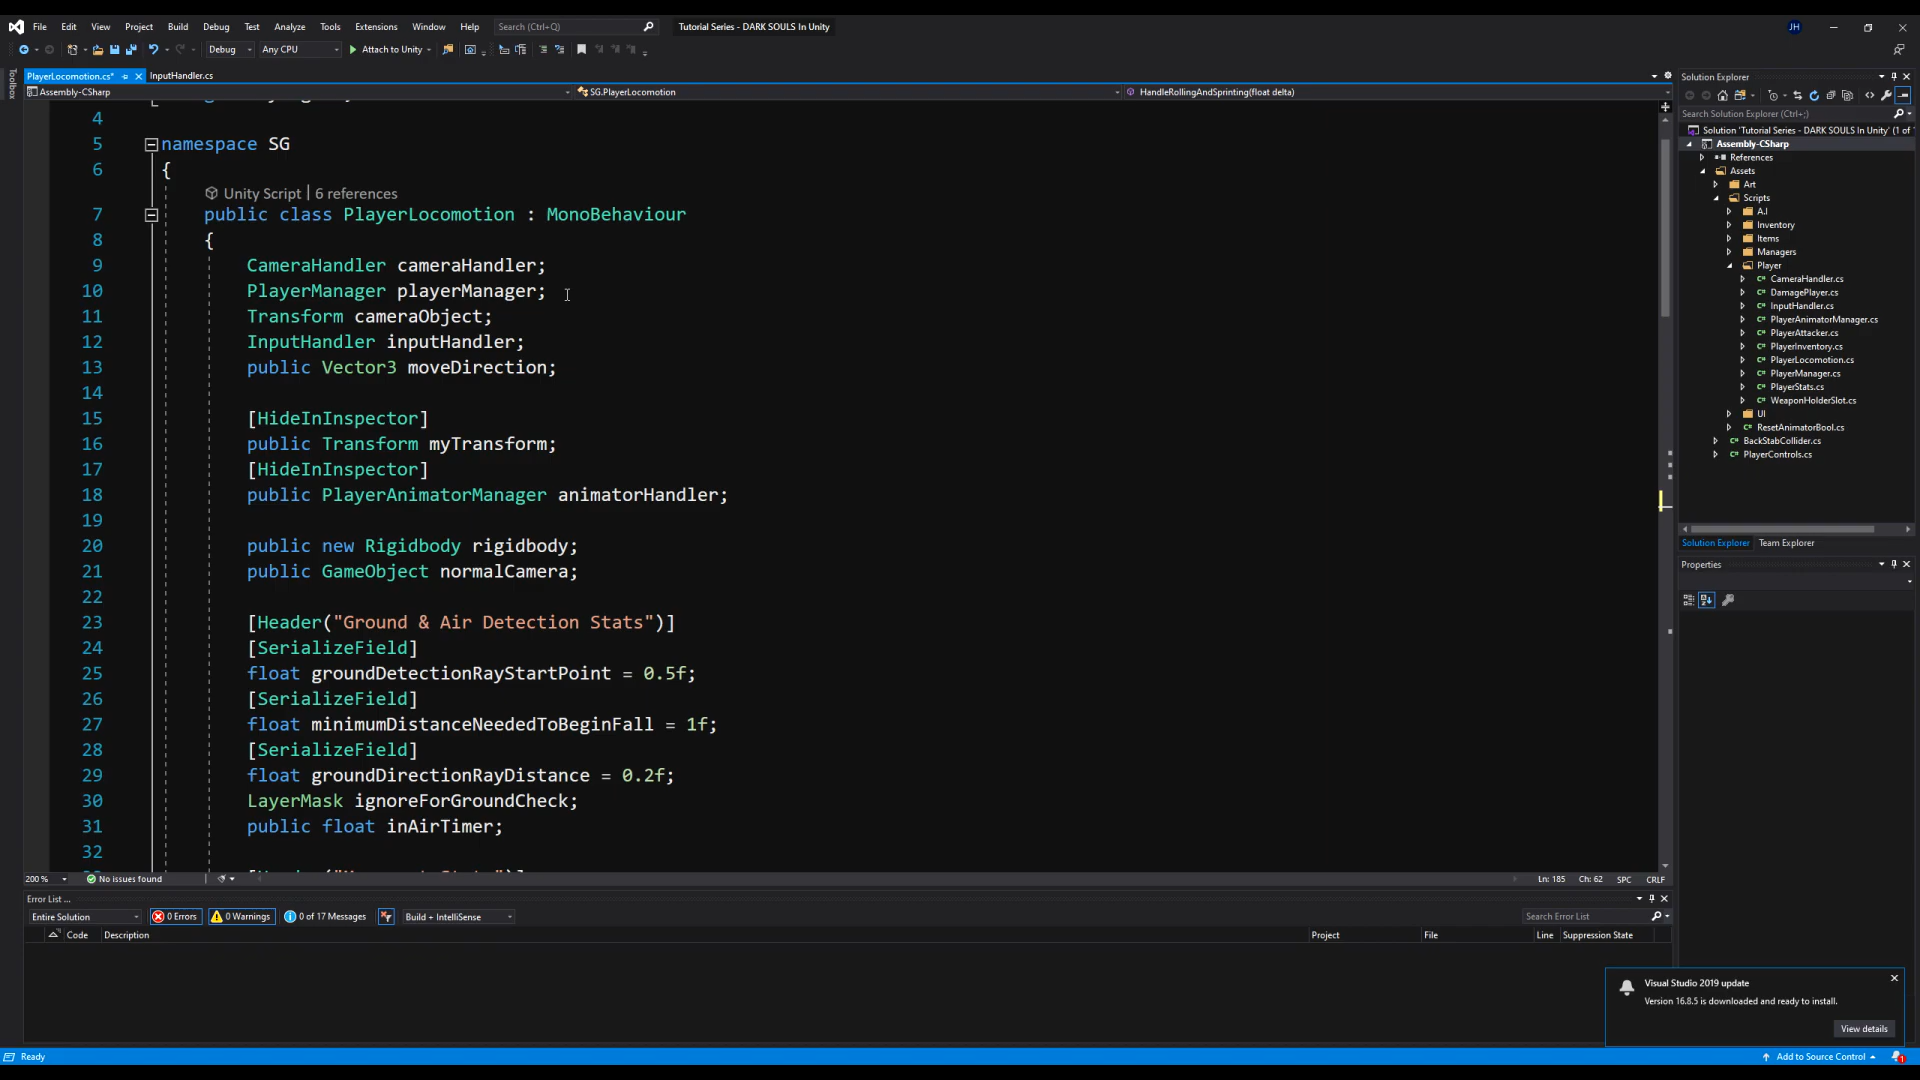 File Edit View Project Build Debug Test Analyze Tools Extensions Window Help Search (Ctrl+Q) Tutorial Series - DARK SOULS In Unity JH
Debug Any CPU Attach to Unity
Toolbox
PlayerLocomotion.cs* InputHandler.cs
Assembly-CSharp SG.PlayerLocomotion HandleRollingAndSprinting(float delta)
4
5 namespace SG
6 {
Unity Script | 6 references
7 public class PlayerLocomotion : MonoBehaviour
8 {
9 CameraHandler cameraHandler;
10 PlayerManager playerManager;
11 Transform cameraObject;
12 InputHandler inputHandler;
13 public Vector3 moveDirection;
14
15 [HideInInspector]
16 public Transform myTransform;
17 [HideInInspector]
18 public PlayerAnimatorManager animatorHandler;
19
20 public new Rigidbody rigidbody;
21 public GameObject normalCamera;
22
23 [Header("Ground & Air Detection Stats")]
24 [SerializeField]
25 float groundDetectionRayStartPoint = 0.5f;
26 [SerializeField]
27 float minimumDistanceNeededToBeginFall = 1f;
28 [SerializeField]
29 float groundDirectionRayDistance = 0.2f;
30 LayerMask ignoreForGroundCheck;
31 public float inAirTimer;
32
200 % No issues found Ln: 185 Ch: 62 SPC CRLF
Error List ...
Entire Solution 0 Errors 0 Warnings 0 of 17 Messages Build + IntelliSense Search Error List
Code Description Project File Line Suppression State
Ready Add to Source Control 1
Solution Explorer
Search Solution Explorer (Ctrl+;)
Solution 'Tutorial Series - DARK SOULS In Unity' (1 of
Assembly-CSharp
References
Assets
Art
Scripts
A.I
Inventory
Items
Managers
Player
CameraHandler.cs
DamagePlayer.cs
InputHandler.cs
PlayerAnimatorManager.cs
PlayerAttacker.cs
PlayerInventory.cs
PlayerLocomotion.cs
PlayerManager.cs
PlayerStats.cs
WeaponHolderSlot.cs
UI
ResetAnimatorBool.cs
BackStabCollider.cs
PlayerControls.cs
Solution Explorer Team Explorer
Properties
Visual Studio 2019 update
Version 16.8.5 is downloaded and ready to install.
View details